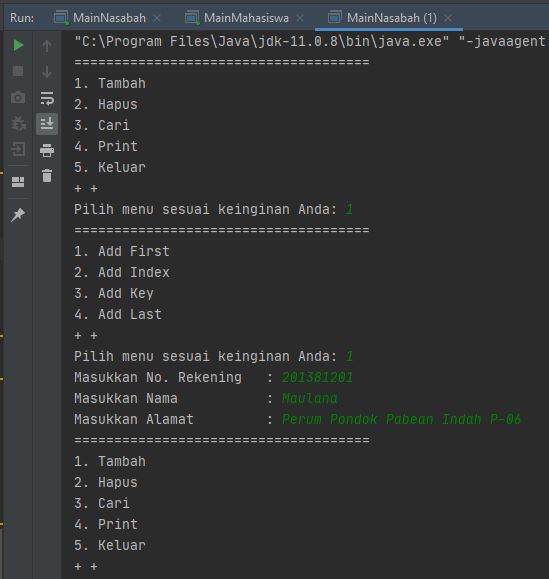 Run: MainNasabah MainMahasiswa MainNasabah (1)
"C:\Program Files\Java\jdk-11.0.8\bin\java.exe" "-javaagent
=====================================
1. Tambah
2. Hapus
3. Cari
4. Print
5. Keluar
+ +
Pilih menu sesuai keinginan Anda: 1
=====================================
1. Add First
2. Add Index
3. Add Key
4. Add Last
+ +
Pilih menu sesuai keinginan Anda: 1
Masukkan No. Rekening   : 201381201
Masukkan Nama           : Maulana
Masukkan Alamat         : Perum Pondok Pabean Indah P-06
=====================================
1. Tambah
2. Hapus
3. Cari
4. Print
5. Keluar
+ +